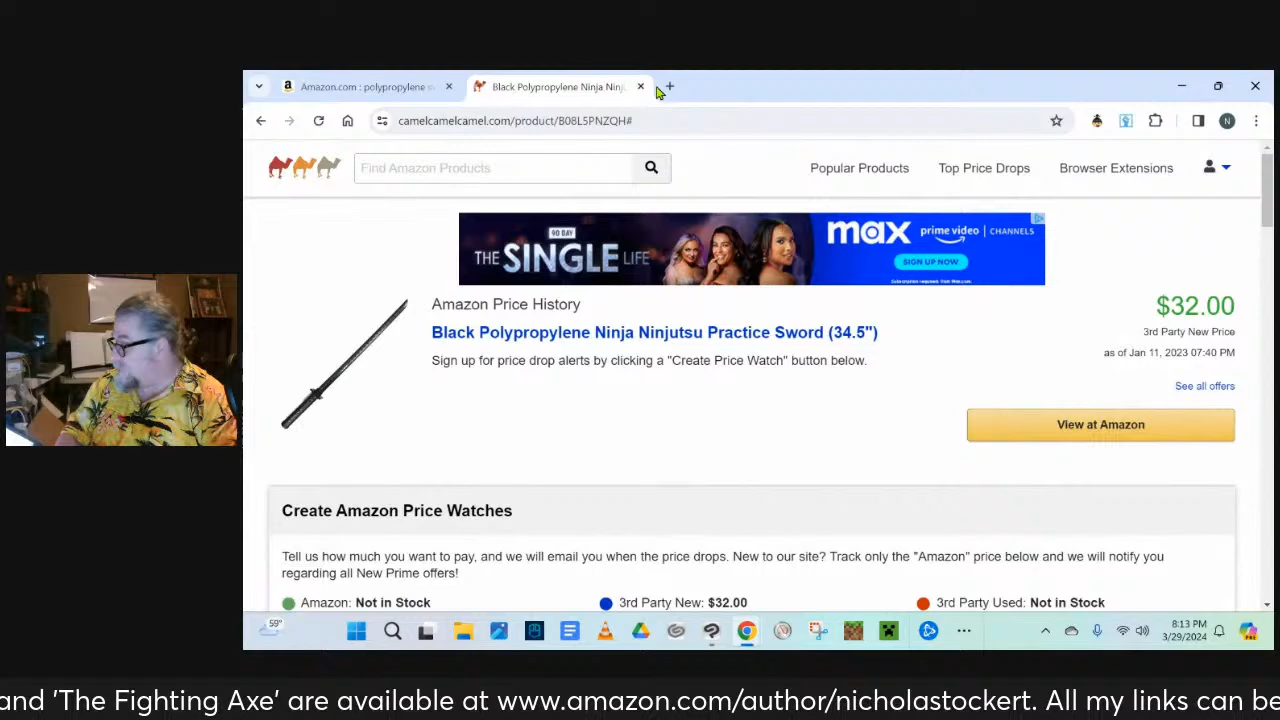 Amazon.com : polypropylene s
Black Polypropylene Ninja Ninj
camelcamelcamel.com/product/B08L5PNZQH#
N
Find Amazon Products
Popular Products
Top Price Drops
Browser Extensions
90 DAY
THE SINGLE LIFE
max
prime video | CHANNELS
SIGN UP NOW
Amazon Price History
$32.00
Black Polypropylene Ninja Ninjutsu Practice Sword (34.5")
3rd Party New Price
as of Jan 11, 2023 07:40 PM
Sign up for price drop alerts by clicking a "Create Price Watch" button below.
See all offers
View at Amazon
Create Amazon Price Watches
Tell us how much you want to pay, and we will email you when the price drops. New to our site? Track only the "Amazon" price below and we will notify you
regarding all New Prime offers!
Amazon: Not in Stock
3rd Party New: $32.00
3rd Party Used: Not in Stock
59°
8:13 PM
3/29/2024
and 'The Fighting Axe' are available at www.amazon.com/author/nicholastockert. All my links can be